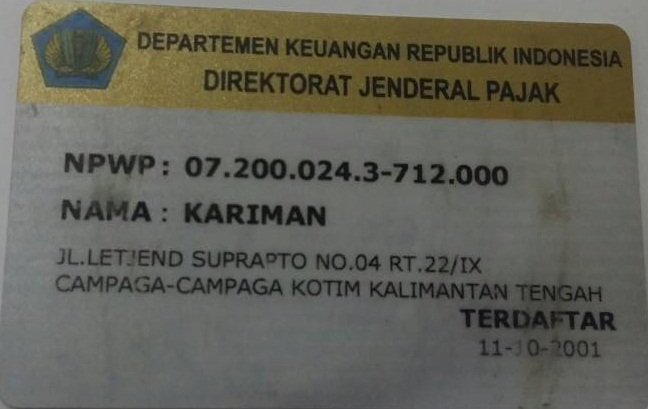 DEPARTEMEN KEUANGAN REPUBLIK INDONESIA
DIREKTORAT JENDERAL PAJAK
NPWP : 07.200.024.3-712.000
NAMA : KARIMAN
JL.LETJEND SUPRAPTO NO.04 RT.22/IX
CAMPAGA-CAMPAGA KOTIM KALIMANTAN TENGAH
TERDAFTAR
11-10-2001